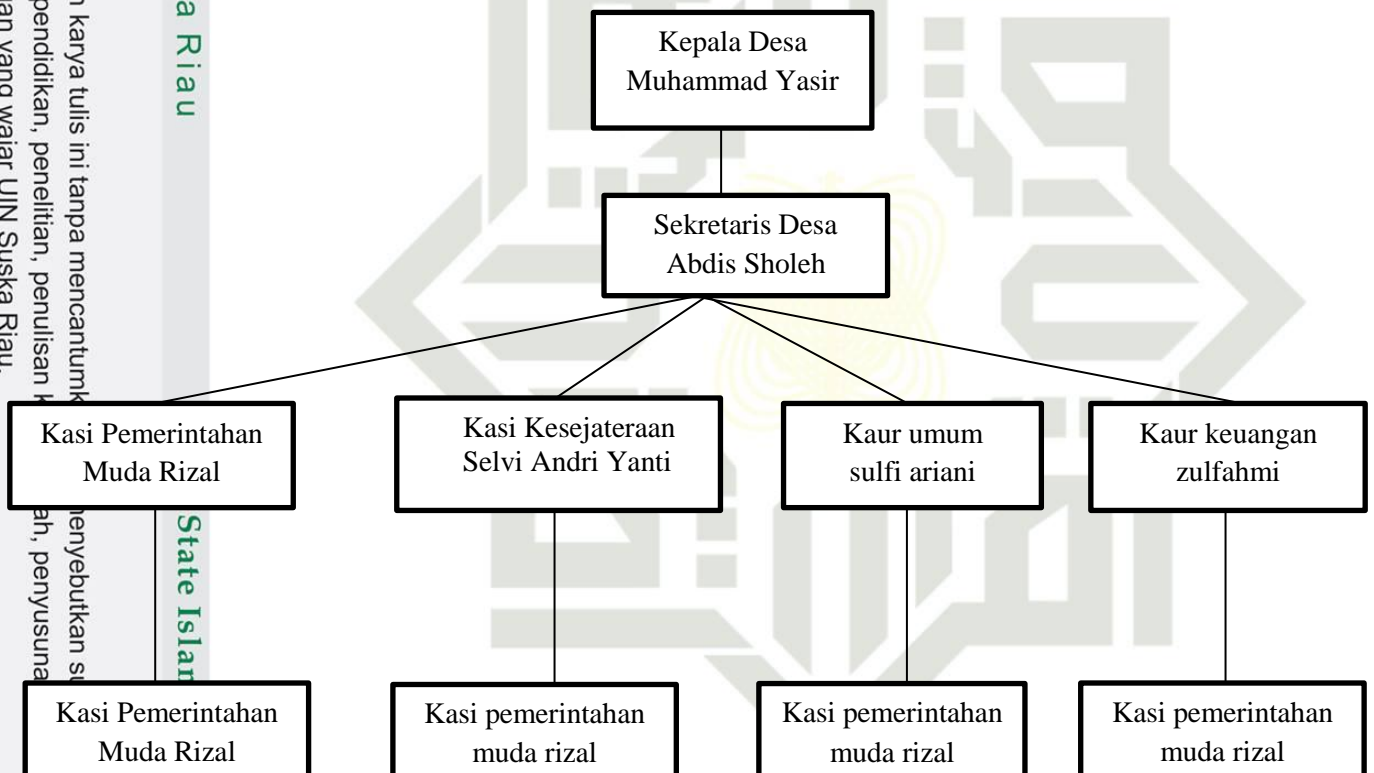 Kepala Desa
Muhammad Yasir
Sekretaris Desa
Abdis Sholeh
Kasi Pemerintahan
Muda Rizal
Kasi Kesejateraan
Selvi Andri Yanti
Kaur umum
sulfi ariani
Kaur keuangan
zulfahmi
Kasi Pemerintahan
Muda Rizal
Kasi pemerintahan
muda rizal
Kasi pemerintahan
muda rizal
Kasi pemerintahan
muda rizal
a Riau
State Islam
karya tulis ini tanpa mencantumk menyebutkan su
pendidikan, penelitian, penulisan k ah, penyusuna
an yang wajar UIN Suska Riau.